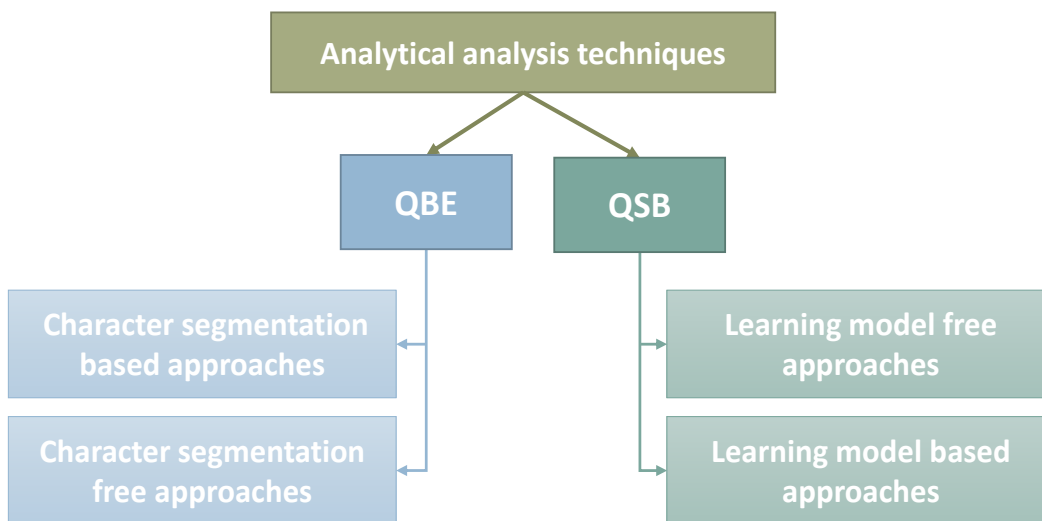 Analytical analysis techniques
QBE
QSB
Character segmentation
based approaches
Learning model free
approaches
Character segmentation
free approaches
Learning model based
approaches